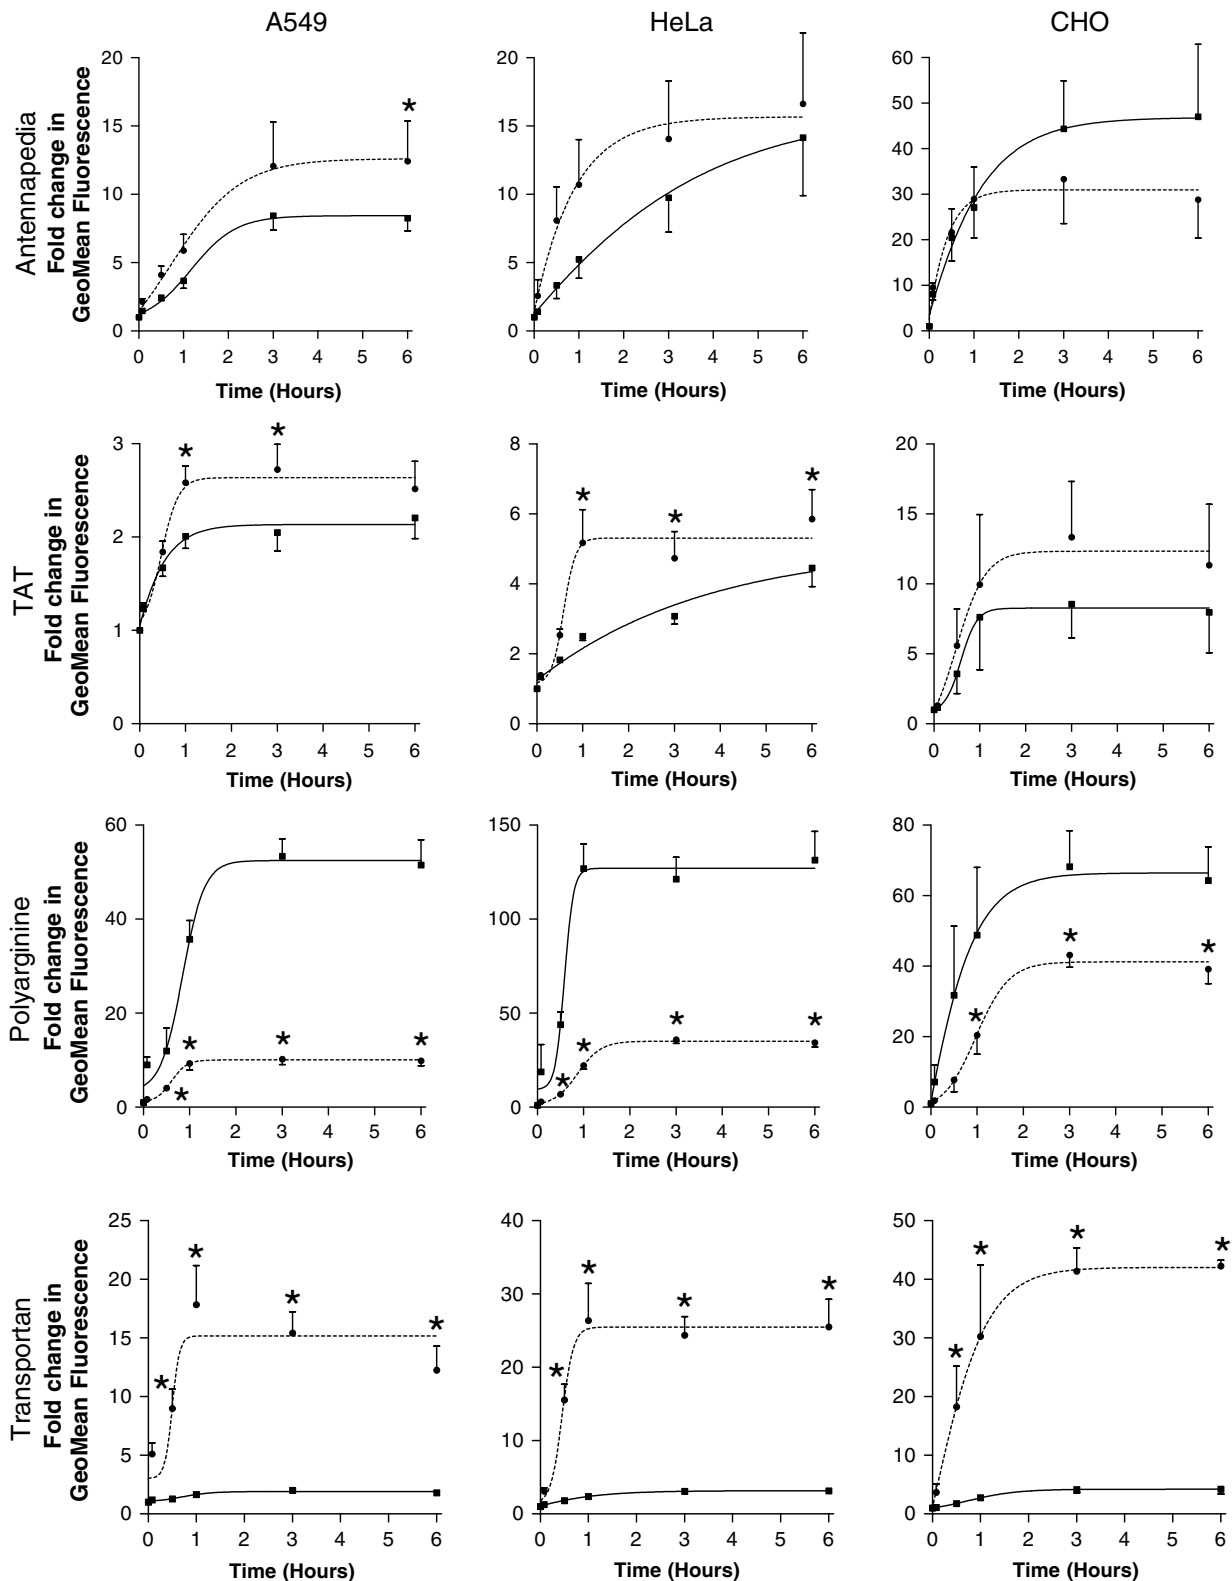 A549 HeLa CHO
Antennapedia
Fold change in
GeoMean Fluorescence
20
15
10
5
0
*
0 1 2 3 4 5 6
Time (Hours)
20
15
10
5
0
0 1 2 3 4 5 6
Time (Hours)
60
50
40
30
20
10
0
0 1 2 3 4 5 6
Time (Hours)
TAT
Fold change in
GeoMean Fluorescence
3
2
1
0
* *
0 1 2 3 4 5 6
Time (Hours)
8
6
4
2
0
* * *
0 1 2 3 4 5 6
Time (Hours)
20
15
10
5
0
0 1 2 3 4 5 6
Time (Hours)
Polyarginine
Fold change in
GeoMean Fluorescence
60
40
20
0
* * * *
0 1 2 3 4 5 6
Time (Hours)
150
100
50
0
* * * *
0 1 2 3 4 5 6
Time (Hours)
80
60
40
20
0
* * *
0 1 2 3 4 5 6
Time (Hours)
Transportan
Fold change in
GeoMean Fluorescence
25
20
15
10
5
0
* * * *
0 1 2 3 4 5 6
Time (Hours)
40
30
20
10
0
* * * *
0 1 2 3 4 5 6
Time (Hours)
50
40
30
20
10
0
* * * *
0 1 2 3 4 5 6
Time (Hours)